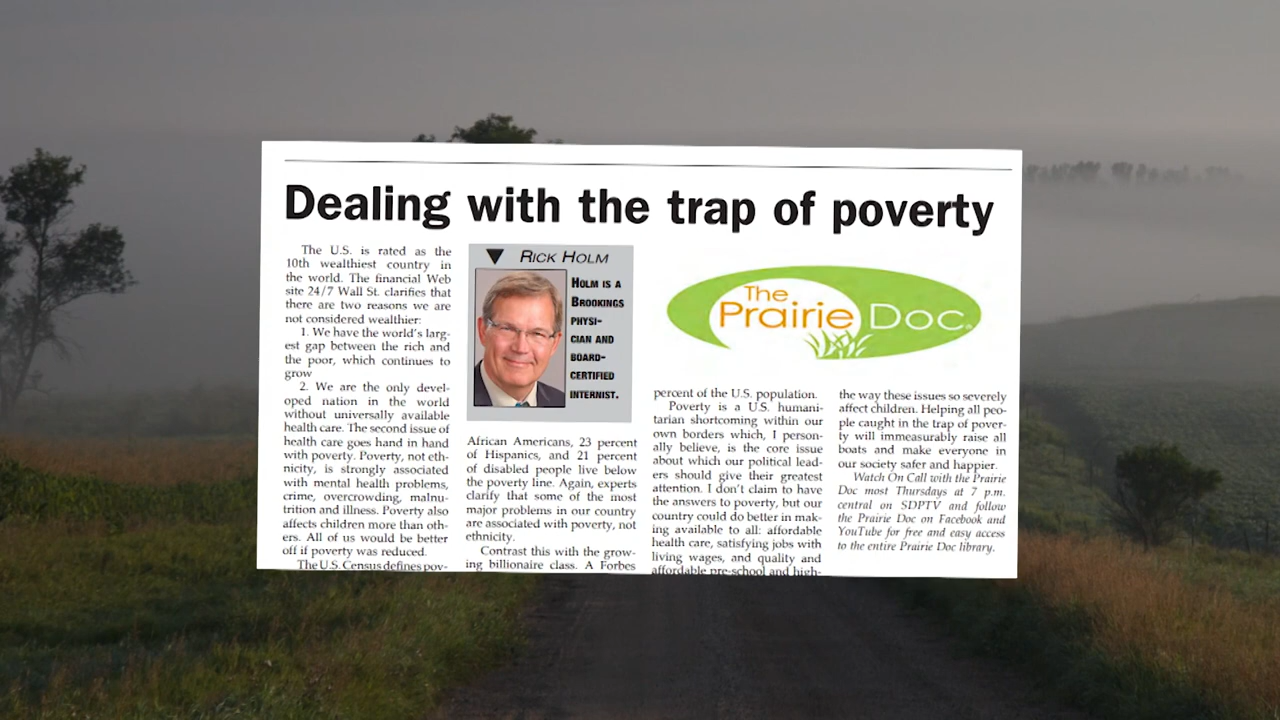 Dealing with the trap of poverty
The U.S. is rated as the
10th wealthiest country in
the world. The financial Web
site 24/7 Wall St. clarifies that
there are two reasons we are
not considered wealthier:
1. We have the world's larg-
est gap between the rich and
the poor, which continues to
grow
2. We are the only devel-
oped nation in the world
without universally available
health care. The second issue of
health care goes hand in hand
with poverty. Poverty, not eth-
nicity, is strongly associated
with mental health problems,
crime, overcrowding, malnu-
trition and illness. Poverty also
affects children more than oth-
ers. All of us would be better
off if poverty was reduced.
The U.S. Census defines pov-
RICK HOLM
HOLM IS A
BROOKINGS
PHYSI-
CIAN AND
BOARD-
CERTIFIED
INTERNIST.
African Americans, 23 percent
of Hispanics, and 21 percent
of disabled people live below
the poverty line. Again, experts
clarify that some of the most
major problems in our country
are associated with poverty, not
ethnicity.
Contrast this with the grow-
ing billionaire class. A Forbes
The
Prairie Doc®
percent of the U.S. population.
Poverty is a U.S. humani-
tarian shortcoming within our
own borders which, I person-
ally believe, is the core issue
about which our political lead-
ers should give their greatest
attention. I don't claim to have
the answers to poverty, but our
country could do better in mak-
ing available to all: affordable
health care, satisfying jobs with
living wages, and quality and
affordable pre-school and high-
the way these issues so severely
affect children. Helping all peo-
ple caught in the trap of pover-
ty will immeasurably raise all
boats and make everyone in
our society safer and happier.
Watch On Call with the Prairie
Doc most Thursdays at 7 p.m.
central on SDPTV and follow
the Prairie Doc on Facebook and
YouTube for free and easy access
to the entire Prairie Doc library.